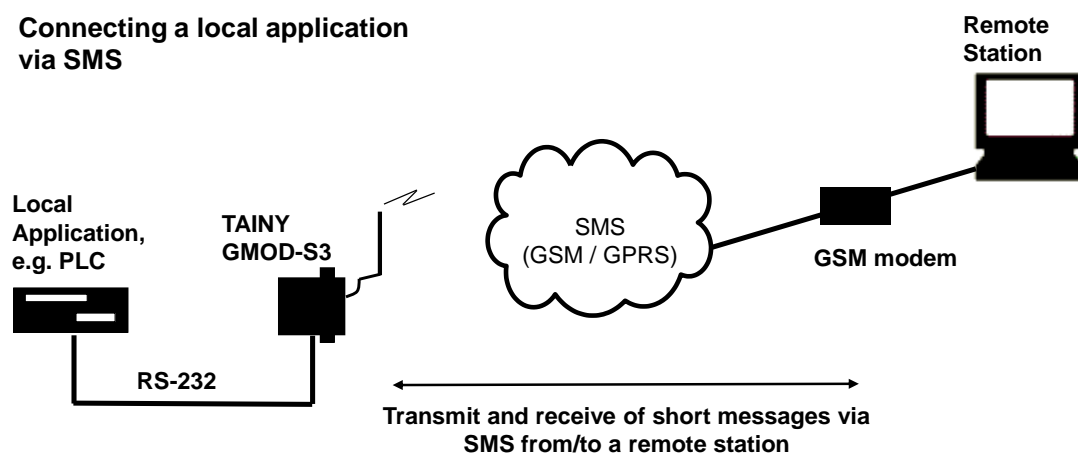 Connecting a local application
via SMS
Remote
Station
Local
Application,
e.g. PLC
TAINY
GMOD-S3
SMS
(GSM / GPRS)
GSM modem
RS-232
Transmit and receive of short messages via
SMS from/to a remote station